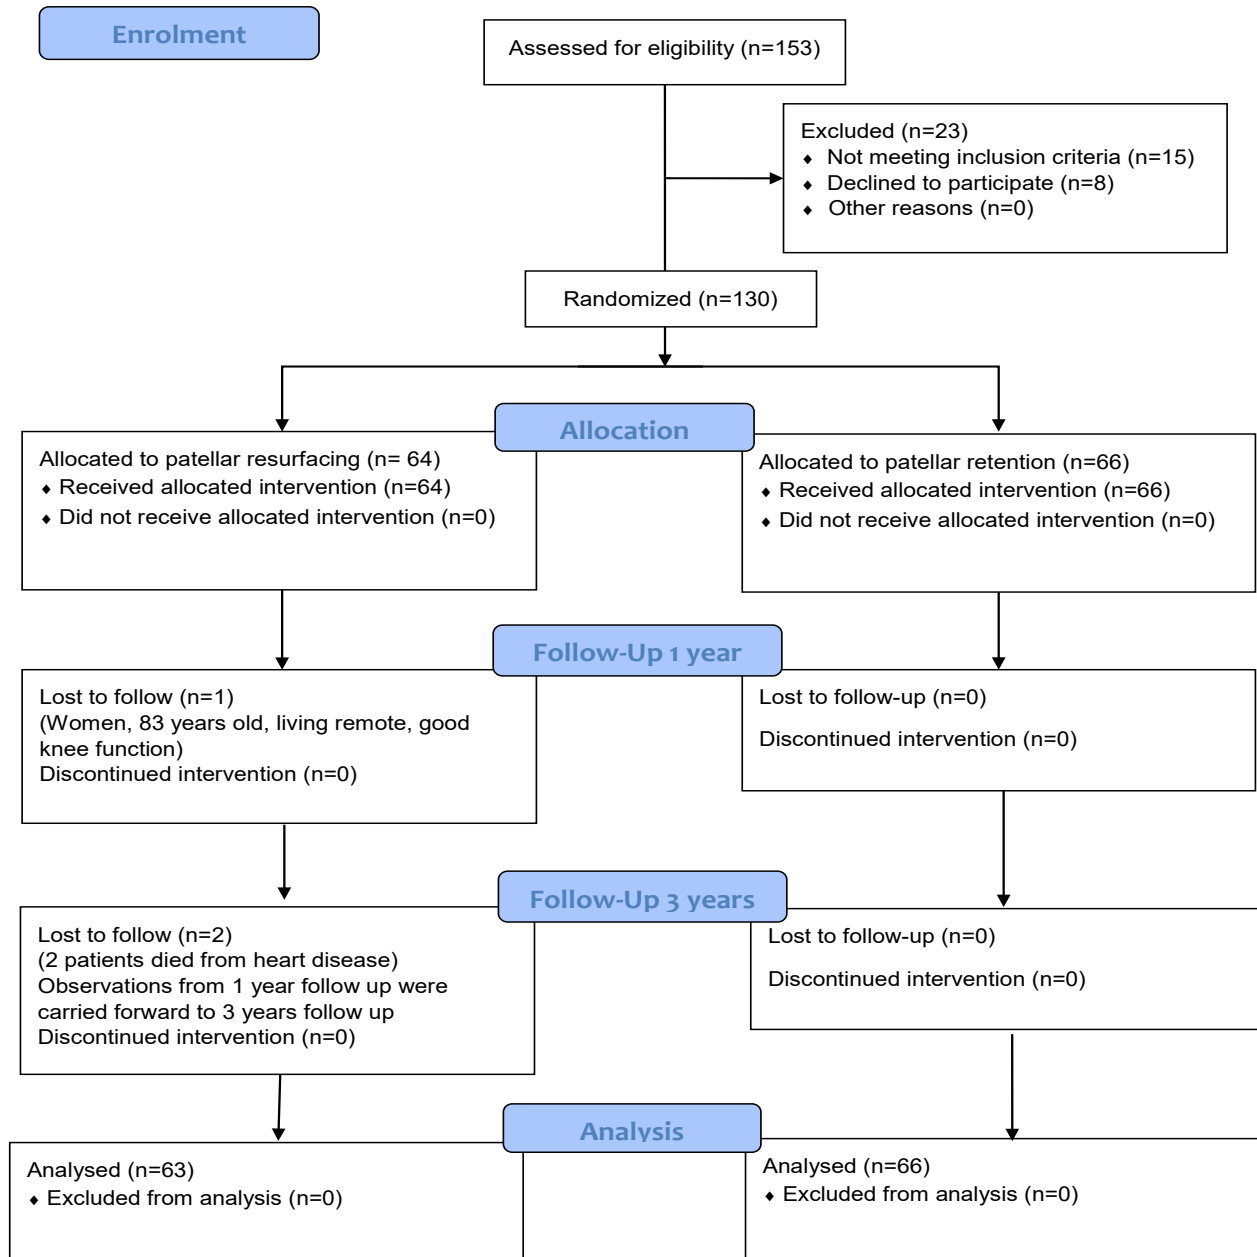 Enrolment
Assessed for eligibility (n=153)
Excluded (n=23)
⬧ Not meeting inclusion criteria (n=15)
⬧ Declined to participate (n=8)
⬧ Other reasons (n=0)
Randomized (n=130)
Allocation
Allocated to patellar resurfacing (n= 64)
⬧ Received allocated intervention (n=64)
⬧ Did not receive allocated intervention (n=0)
Allocated to patellar retention (n=66)
⬧ Received allocated intervention (n=66)
⬧ Did not receive allocated intervention (n=0)
Follow-Up 1 year
Lost to follow (n=1)
(Women, 83 years old, living remote, good
knee function)
Discontinued intervention (n=0)
Lost to follow-up (n=0)
Discontinued intervention (n=0)
Follow-Up 3 years
Lost to follow (n=2)
(2 patients died from heart disease)
Observations from 1 year follow up were
carried forward to 3 years follow up
Discontinued intervention (n=0)
Lost to follow-up (n=0)
Discontinued intervention (n=0)
Analysis
Analysed (n=63)
⬧ Excluded from analysis (n=0)
Analysed (n=66)
⬧ Excluded from analysis (n=0)